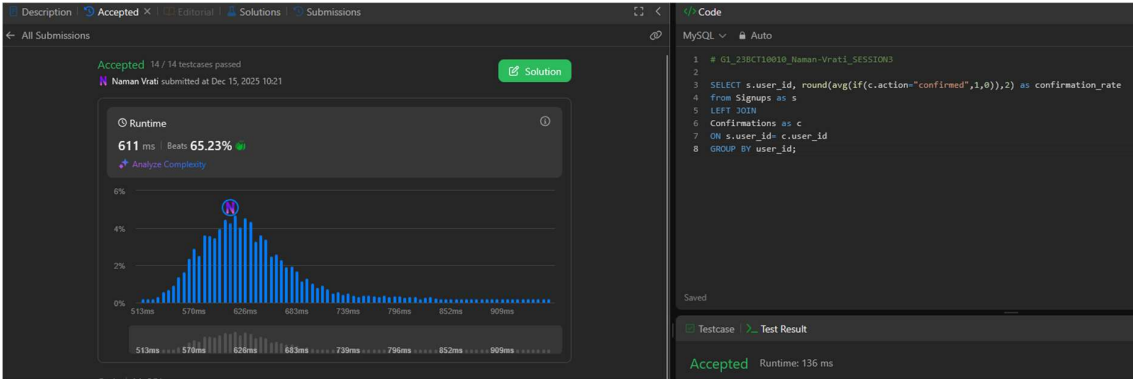 Description | Accepted × | Editorial | Solutions | Submissions
← All Submissions
Accepted 14 / 14 testcases passed
Naman Vrati submitted at Dec 15, 2025 10:21
Solution
Runtime
611 ms | Beats 65.23%
Analyze Complexity
6%
4%
2%
0%
513ms 570ms 626ms 683ms 739ms 796ms 852ms 909ms
513ms 570ms 626ms 683ms 739ms 796ms 852ms 909ms
</> Code
MySQL Auto
1 # G1_23BCT10010_Naman-Vrati_SESSION3
2
3 SELECT s.user_id, round(avg(if(c.action="confirmed",1,0)),2) as confirmation_rate
4 from Signups as s
5 LEFT JOIN
6 Confirmations as c
7 ON s.user_id= c.user_id
8 GROUP BY user_id;
Saved
Testcase | >_ Test Result
Accepted Runtime: 136 ms